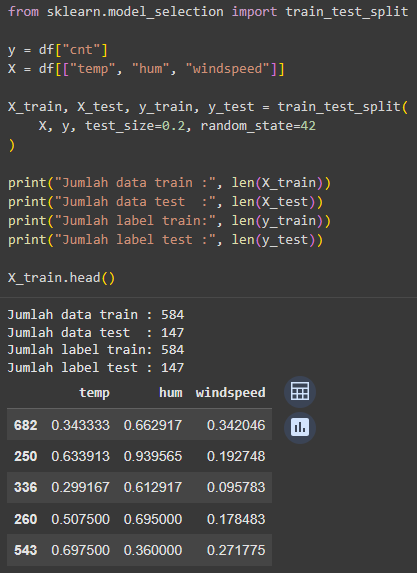 from sklearn.model_selection import train_test_split
y = df["cnt"]
X = df[["temp", "hum", "windspeed"]]
X_train, X_test, y_train, y_test = train_test_split(
    X, y, test_size=0.2, random_state=42
)
print("Jumlah data train :", len(X_train))
print("Jumlah data test  :", len(X_test))
print("Jumlah label train:", len(y_train))
print("Jumlah label test :", len(y_test))
X_train.head()
Jumlah data train : 584
Jumlah data test  : 147
Jumlah label train: 584
Jumlah label test : 147
temp hum windspeed
682 0.343333 0.662917 0.342046
250 0.633913 0.939565 0.192748
336 0.299167 0.612917 0.095783
260 0.507500 0.695000 0.178483
543 0.697500 0.360000 0.271775